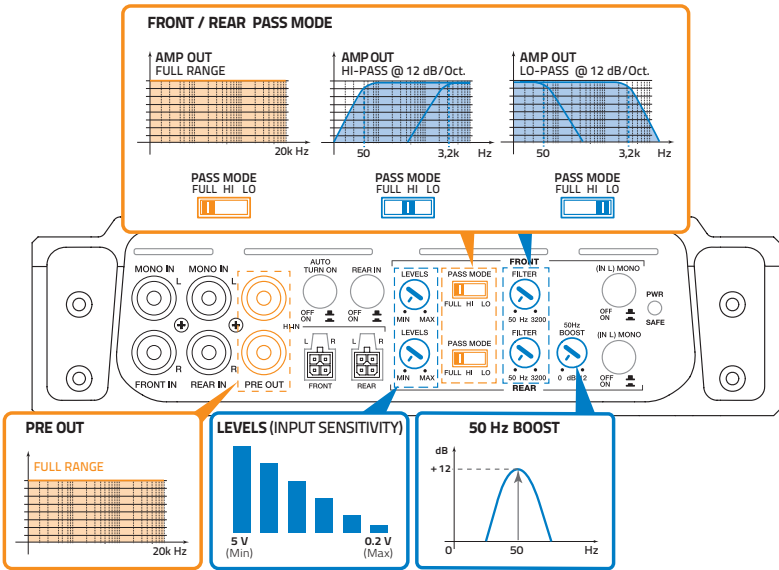 FRONT / REAR PASS MODE
AMP OUT
FULL RANGE
20k Hz
AMP OUT
HI-PASS @ 12 dB/Oct.
50
3,2k
Hz
AMP OUT
LO-PASS @ 12 dB/Oct.
50
3,2k
Hz
PASS MODE
FULL HI LO
PASS MODE
FULL HI LO
PASS MODE
FULL HI LO
MONO IN
MONO IN
L
L
AUTO
TURN ON
REAR IN
OFF
ON
OFF
ON
HI-IN
FRONT
LEVELS
MIN
MAX
PASS MODE
FULL HI LO
FILTER
50 Hz 3200
(IN L) MONO
OFF
ON
PWR
SAFE
R
R
FRONT IN
REAR IN
PRE OUT
L
R
FRONT
L
R
REAR
LEVELS
MIN
MAX
PASS MODE
FULL HI LO
FILTER
50 Hz 3200
50Hz
BOOST
0 dB 12
(IN L) MONO
OFF
ON
REAR
PRE OUT
FULL RANGE
20k Hz
LEVELS (INPUT SENSITIVITY)
5 V
(Min)
0.2 V
(Max)
50 Hz BOOST
dB
+ 12
0
50
Hz